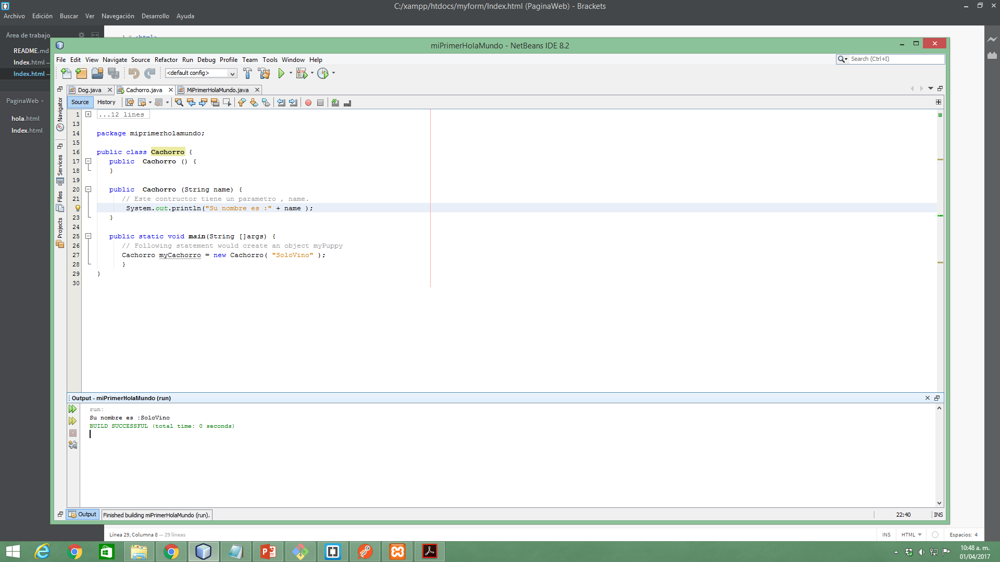 C:/xampp/htdocs/myform/Index.html (PaginaWeb) - Brackets
Archivo Edición Buscar Ver Navegación Desarrollo Ayuda
Área de trabajo
README.md
Index.html —
Index.html —
PaginaWeb
hola.html
Index.html
1 <html>
miPrimerHolaMundo - NetBeans IDE 8.2
File Edit View Navigate Source Refactor Run Debug Profile Team Tools Window Help
Search (Ctrl+I)
<default config>
Dog.java Cachorro.java MiPrimerHolaMundo.java
Source History
Navigator
Services
Files
Projects
1 ...12 lines
13
14 package miprimerholamundo;
15
16 public class Cachorro {
17 public  Cachorro () {
18 }
19
20 public  Cachorro (String name) {
21 // Este contructor tiene un parametro , name.
System.out.println("Su nombre es :" + name );
23 }
24
25 public static void main(String []args) {
26 // Following statement would create an object myPuppy
27 Cachorro myCachorro = new Cachorro( "SoloVino" );
28 }
29 }
30
Output - miPrimerHolaMundo (run)
run:
Su nombre es :SoloVino
BUILD SUCCESSFUL (total time: 0 seconds)
Output
Finished building miPrimerHolaMundo (run).
22:40 INS
Línea 29, Columna 8 — 29 líneas
INS HTML Espacios: 4
10:48 a. m.
01/04/2017